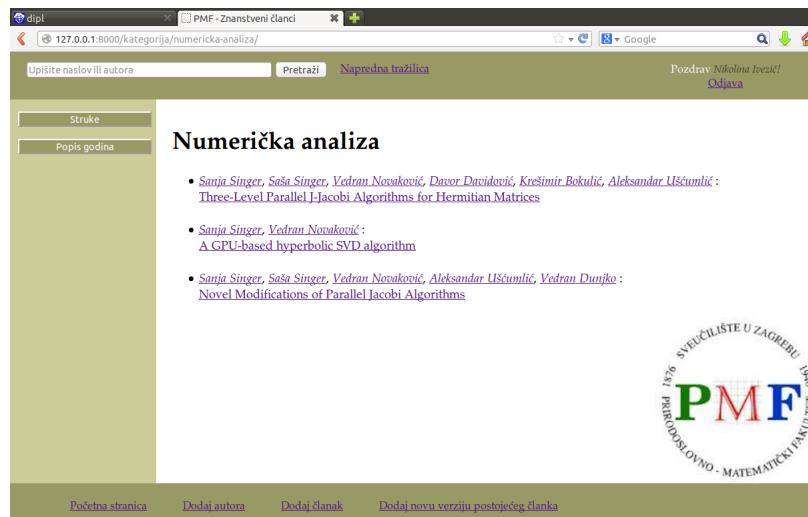 dipl
PMF - Znanstveni članci
127.0.0.1:8000/kategorija/numericka-analiza/
Google
Upišite naslov ili autora
Pretraži
Napredna tražilica
Pozdrav Nikolina Ivezić!
Odjava
Struke
Popis godina
Numerička analiza
Sanja Singer, Saša Singer, Vedran Novaković, Davor Davidović, Krešimir Bokulić, Aleksandar Ušćumlić :
Three-Level Parallel J-Jacobi Algorithms for Hermitian Matrices
Sanja Singer, Vedran Novaković :
A GPU-based hyperbolic SVD algorithm
Sanja Singer, Saša Singer, Vedran Novaković, Aleksandar Ušćumlić, Vedran Dunjko :
Novel Modifications of Parallel Jacobi Algorithms
SVEUČILIŠTE U ZAGREBU
1876
PMF
PRIRODOSLOVNO - MATEMATIČKI
Početna stranica
Dodaj autora
Dodaj članak
Dodaj novu verziju postojećeg članka